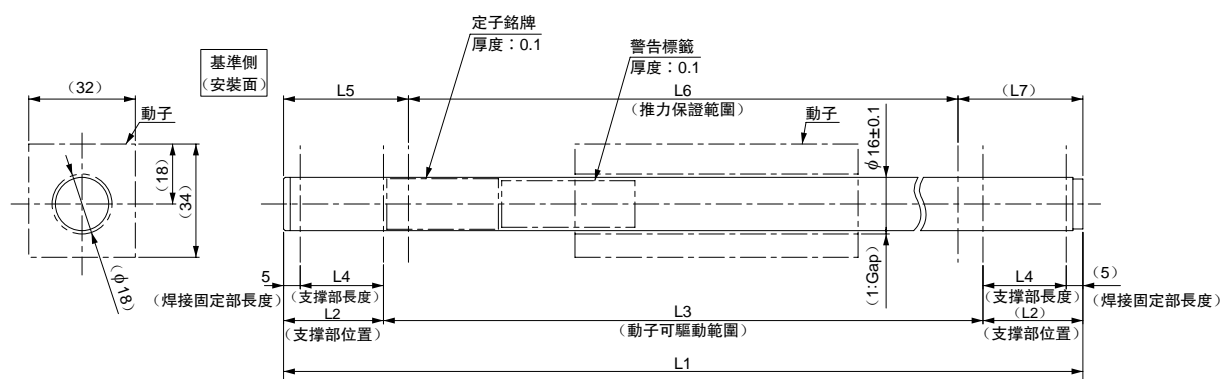 定子銘牌
厚度：0.1
警告標籤
厚度：0.1
基準側
（安裝面）
（32）
動子
（18）
（34）
（ϕ18）
L5
L6
（推力保證範圍）
（L7）
動子
ϕ16±0.1
（1:Gap）
5
（焊接固定部長度）
L4
（支撐部長度）
L2
（支撐部位置）
L3
（動子可驅動範圍）
L4
（支撐部長度）
（5）
（焊接固定部長度）
（L2）
（支撐部位置）
L1